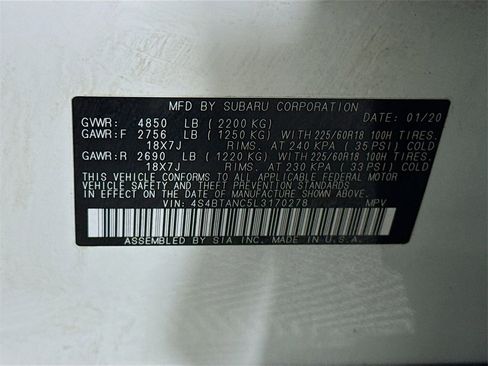 MFD BY SUBARU CORPORATION
DATE: 01/20
GVWR: 4850 LB (2200 KG)
GAWR:F 2756 LB (1250 KG) WITH 225/60R18 100H TIRES.
18X7J RIMS. AT 240 KPA (35 PSI) COLD
GAWR:R 2690 LB (1220 KG) WITH 225/60R18 100H TIRES.
18X7J RIMS. AT 230 KPA (33 PSI) COLD
THIS VEHICLE CONFORMS TO ALL APPLICABLE FEDERAL MOTOR
VEHICLE SAFETY AND THEFT PREVENTION STANDARDS
IN EFFECT ON THE DATE OF MANUFACTURE SHOWN ABOVE.
VIN: 4S4BTANC5L3170278 MPV
ASSEMBLED BY SIA INC. MADE IN U.S.A.